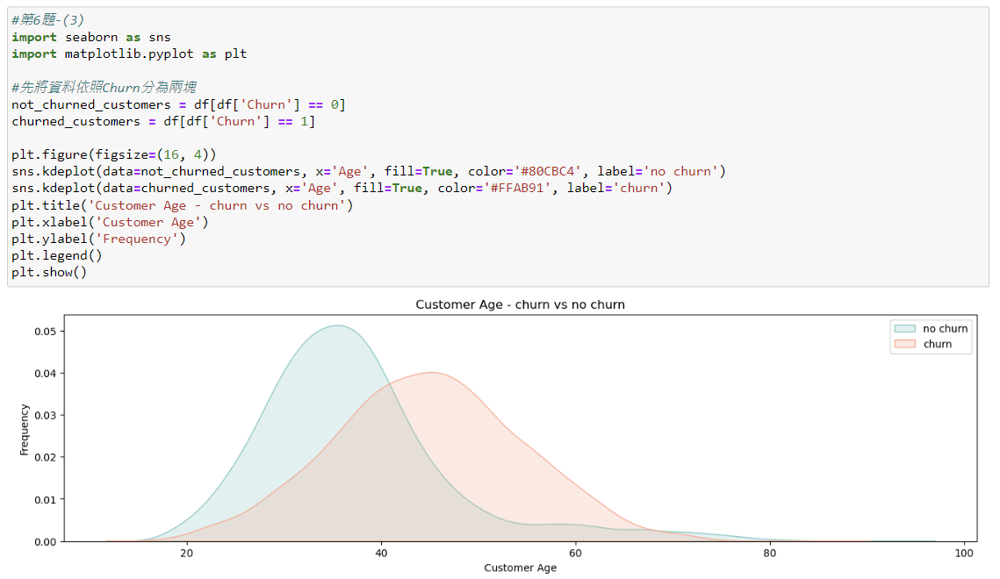 #第6題-(3)
import seaborn as sns
import matplotlib.pyplot as plt
#先將資料依照Churn分為兩塊
not_churned_customers = df[df['Churn'] == 0]
churned_customers = df[df['Churn'] == 1]
plt.figure(figsize=(16, 4))
sns.kdeplot(data=not_churned_customers, x='Age', fill=True, color='#80CBC4', label='no churn')
sns.kdeplot(data=churned_customers, x='Age', fill=True, color='#FFAB91', label='churn')
plt.title('Customer Age - churn vs no churn')
plt.xlabel('Customer Age')
plt.ylabel('Frequency')
plt.legend()
plt.show()
Customer Age - churn vs no churn
no churn
churn
0.05
0.04
0.03
0.02
0.01
0.00
Frequency
20 40 60 80 100
Customer Age